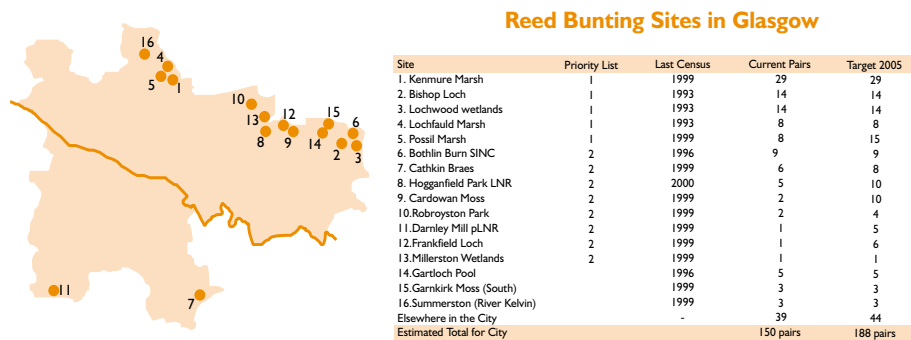 Reed Bunting Sites in Glasgow
16
4
5
1
10
13
8
12
9
15
14
6
2
3
11
7
Site Priority List Last Census Current Pairs Target 2005
1. Kenmure Marsh 1 1999 29 29
2. Bishop Loch 1 1993 14 14
3. Lochwood wetlands 1 1993 14 14
4. Lochfauld Marsh 1 1993 8 8
5. Possil Marsh 1 1999 8 15
6. Bothlin Burn SINC 2 1996 9 9
7. Cathkin Braes 2 1999 6 8
8. Hogganfield Park LNR 2 2000 5 10
9. Cardowan Moss 2 1999 2 10
10.Robroyston Park 2 1999 2 4
11.Darnley Mill pLNR 2 1999 1 5
12.Frankfield Loch 2 1999 1 6
13.Millerston Wetlands 2 1999 1 1
14.Gartloch Pool 1996 5 5
15.Garnkirk Moss (South) 1999 3 3
16.Summerston (River Kelvin) 1999 3 3
Elsewhere in the City - 39 44
Estimated Total for City 150 pairs 188 pairs